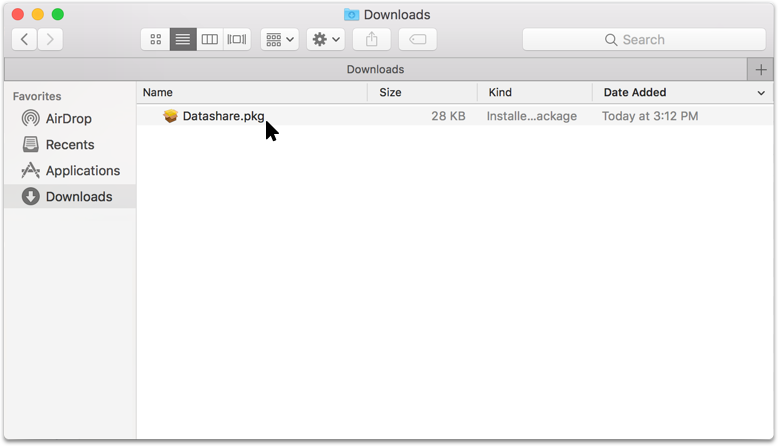 Downloads
Search
Downloads
Favorites
AirDrop
Recents
Applications
Downloads
Name Size Kind Date Added
Datashare.pkg 28 KB Installe...ackage Today at 3:12 PM